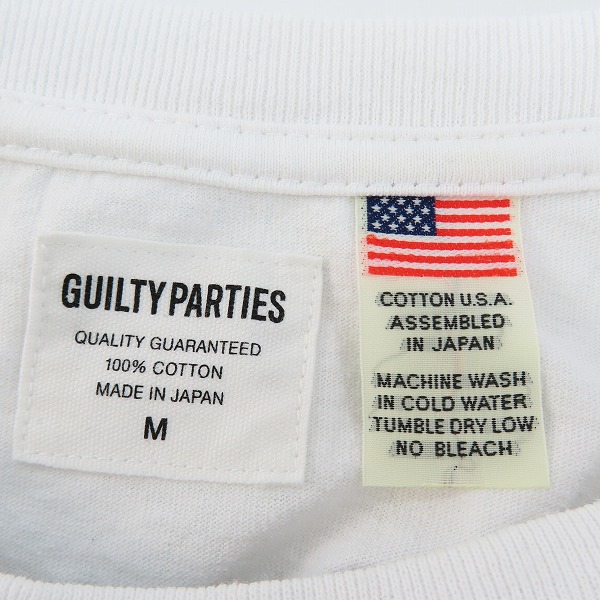 GUILTY PARTIES
QUALITY GUARANTEED
100% COTTON
MADE IN JAPAN
M
COTTON U.S.A.
ASSEMBLED
IN JAPAN
MACHINE WASH
IN COLD WATER
TUMBLE DRY LOW
NO BLEACH